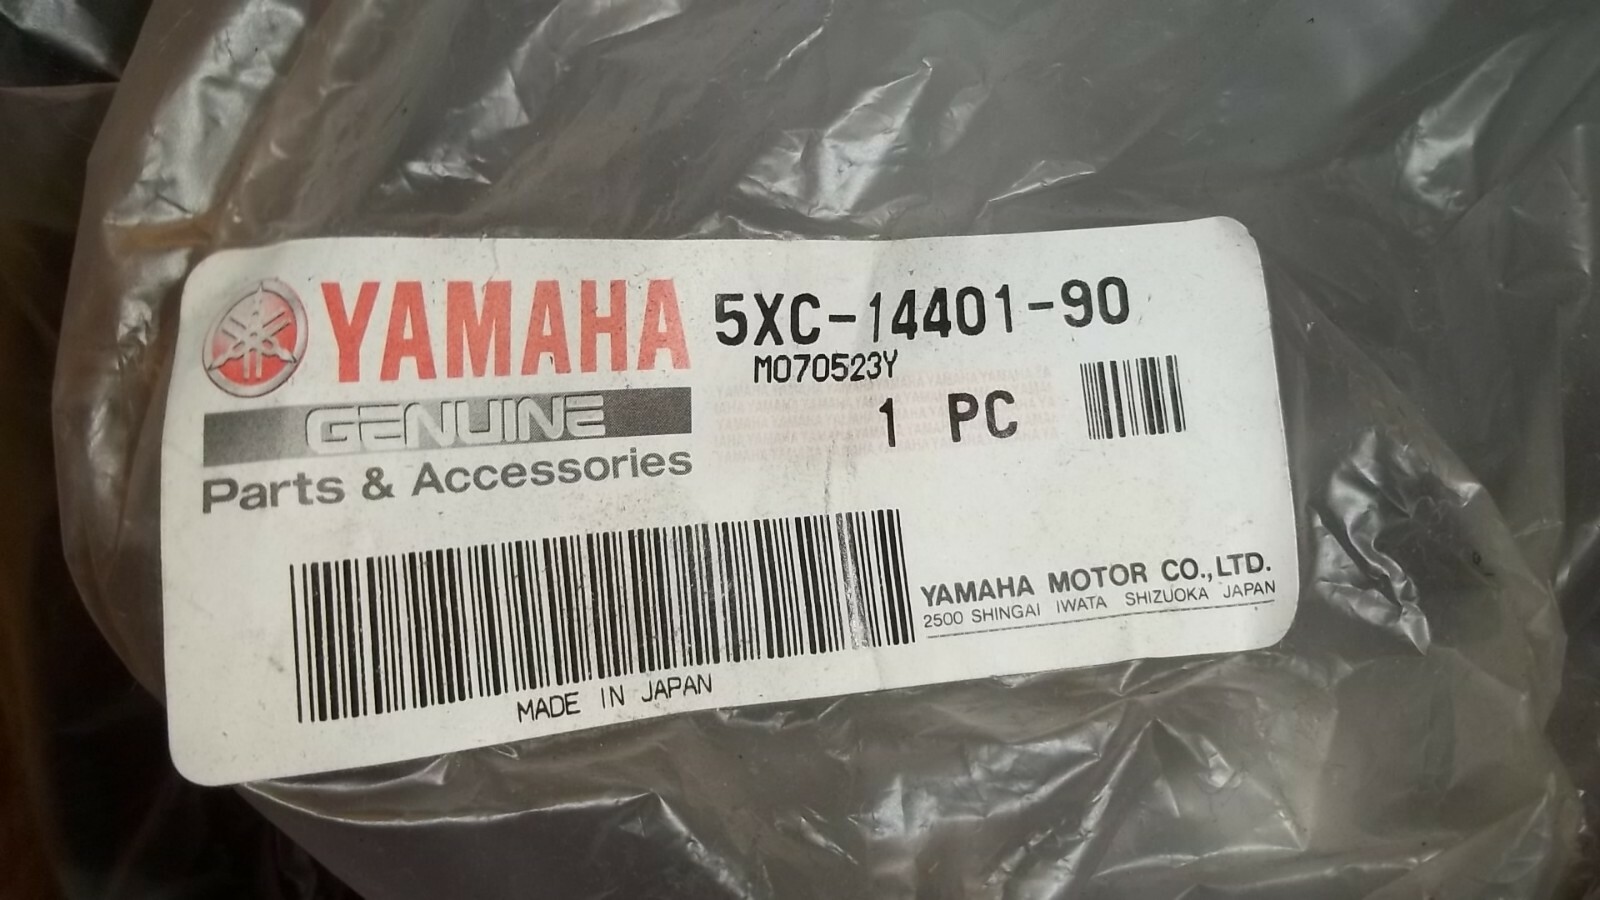 YAMAHA
GENUINE
Parts & Accessories
5XC-14401-90
M070523Y
1 PC
YAMAHA MOTOR CO.,LTD.
2500 SHINGAI IWATA SHIZUOKA JAPAN
MADE IN JAPAN